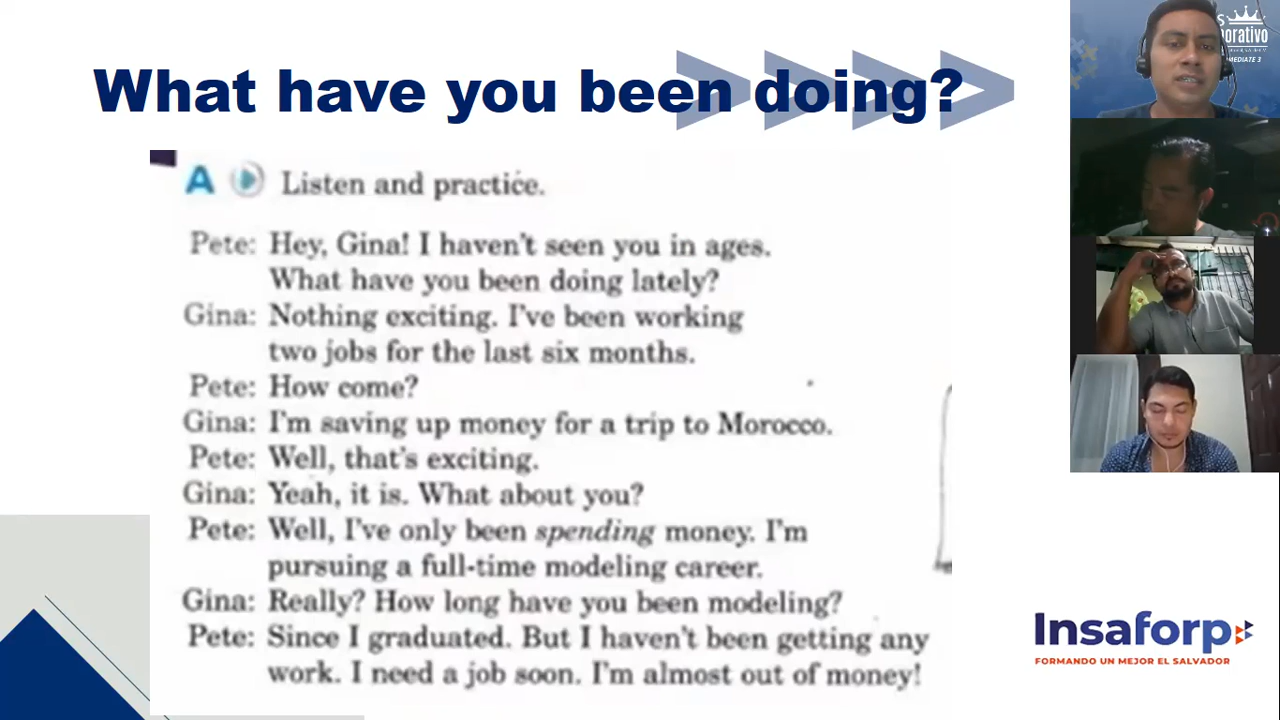 What have you been doing?
A Listen and practice.
Pete: Hey, Gina! I haven't seen you in ages.
What have you been doing lately?
Gina: Nothing exciting. I've been working
two jobs for the last six months.
Pete: How come?
Gina: I'm saving up money for a trip to Morocco.
Pete: Well, that's exciting.
Gina: Yeah, it is. What about you?
Pete: Well, I've only been spending money. I'm
pursuing a full-time modeling career.
Gina: Really? How long have you been modeling?
Pete: Since I graduated. But I haven't been getting any
work. I need a job soon. I'm almost out of money!
Insaforp
FORMANDO UN MEJOR EL SALVADOR